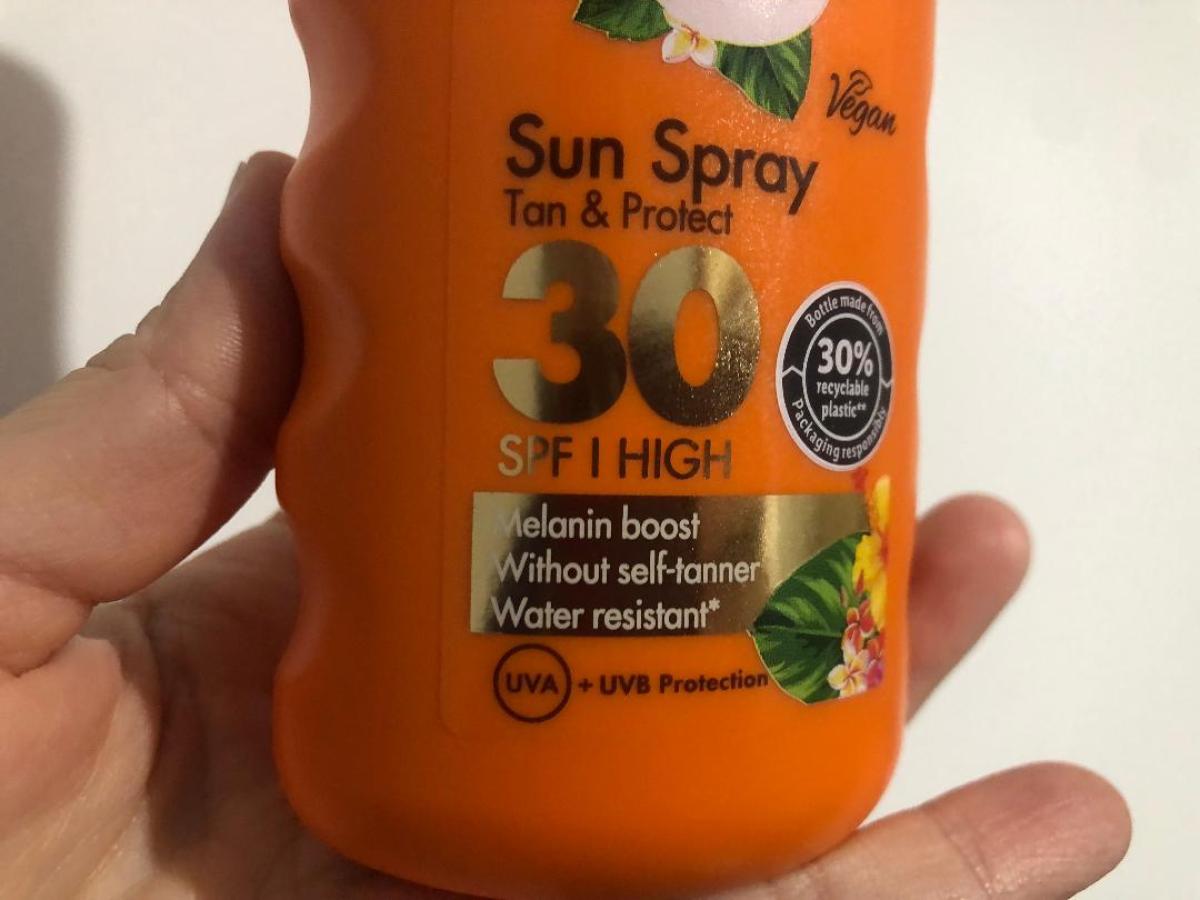 Vegan
Sun Spray
Tan & Protect
30
SPF | HIGH
Bottle made from
30%
recyclable
plastic**
Packaging responsibly
Melanin boost
Without self-tanner
Water resistant*
UVA + UVB Protection